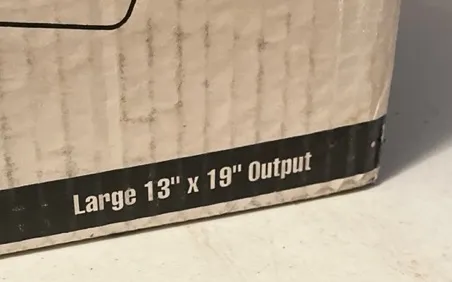 Large 13" x 19" Output